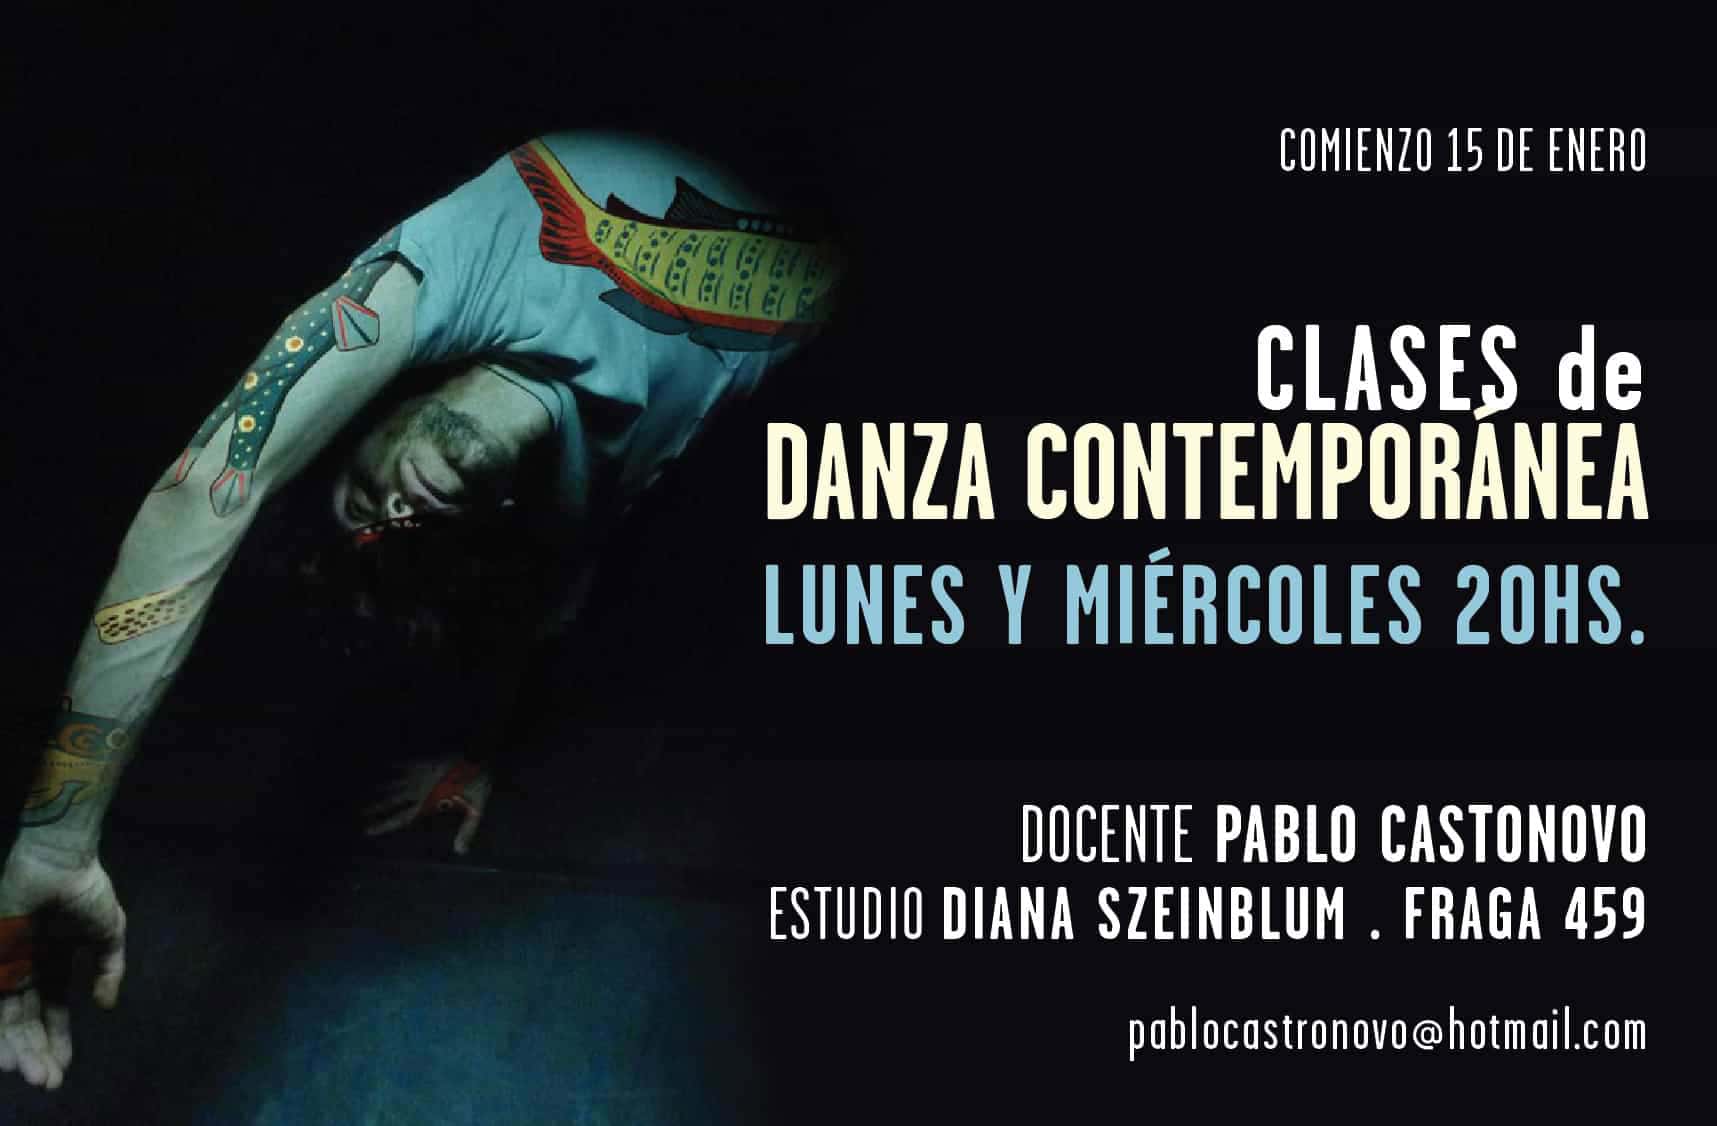 COMIENZO 15 DE ENERO
CLASES de
DANZA CONTEMPORÁNEA
LUNES Y MIÉRCOLES 20HS.
DOCENTE PABLO CASTONOVO
ESTUDIO DIANA SZEINBLUM . FRAGA 459
pablocastronovo@hotmail.com